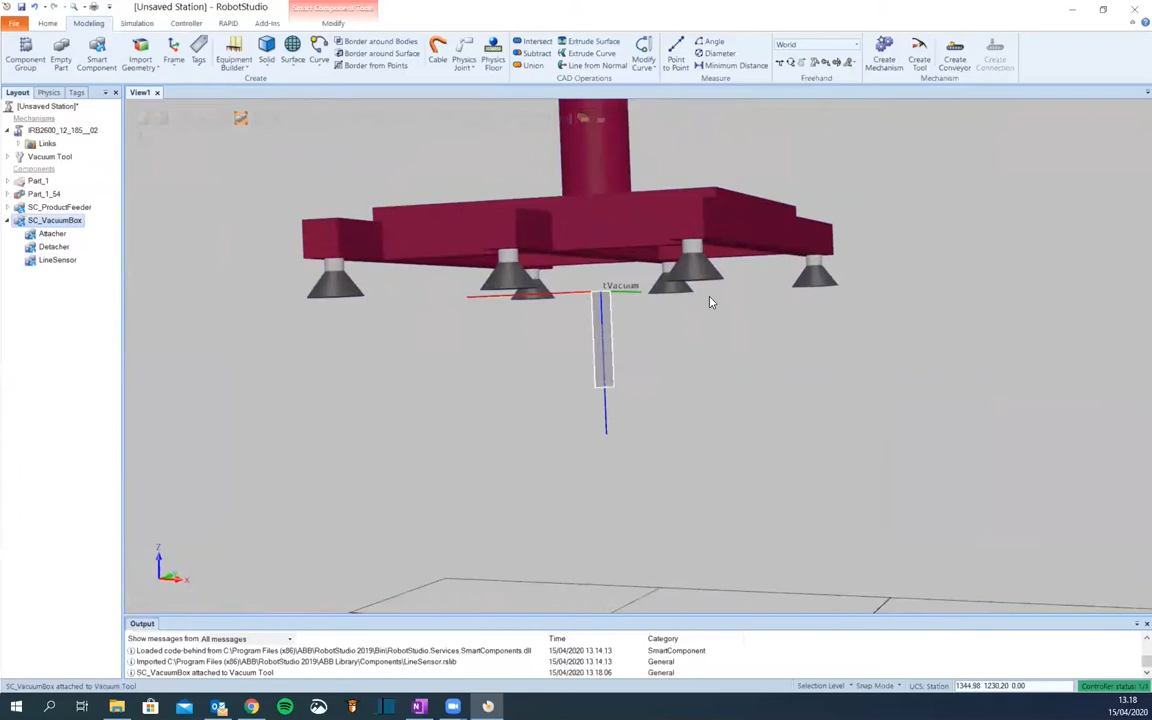 [Unsaved Station] - RobotStudio
Smart Component Tools
File Home Modeling Simulation Controller RAPID Add-Ins Modify
Component Group
Empty Part
Smart Component
Import Geometry
Frame
Tags
Equipment Builder
Solid
Surface
Curve
Border around Bodies
Border around Surface
Border from Points
Create
Cable
Physics Joint
Physics Floor
Intersect
Subtract
Union
Extrude Surface
Extrude Curve
Line from Normal
Modify Curve
CAD Operations
Point to Point
Angle
Diameter
Minimum Distance
Measure
World
Freehand
Create Mechanism
Create Tool
Create Conveyor
Create Connection
Mechanism
Layout Physics Tags
View1
[Unsaved Station]*
Mechanisms
IRB2600_12_185__02
Links
Vacuum Tool
Components
Part_1
Part_1_54
SC_ProductFeeder
SC_VacuumBox
Attacher
Detacher
LineSensor
tVacuum
Z
X
Output
Show messages from: All messages Time Category
Loaded code-behind from C:\Program Files (x86)\ABB\RobotStudio 2019\Bin\RobotStudio.Services.SmartComponents.dll 15/04/2020 13.14.13 SmartComponent
Imported C:\Program Files (x86)\ABB\RobotStudio 2019\ABB Library\Components\LineSensor.rslib 15/04/2020 13.14.13 General
SC_VacuumBox attached to Vacuum Tool 15/04/2020 13.18.06 General
SC_VacuumBox attached to Vacuum Tool Selection Level Snap Mode UCS: Station 1344.98 1230,20 0.00 Controller status: 1/1
13.18
15/04/2020